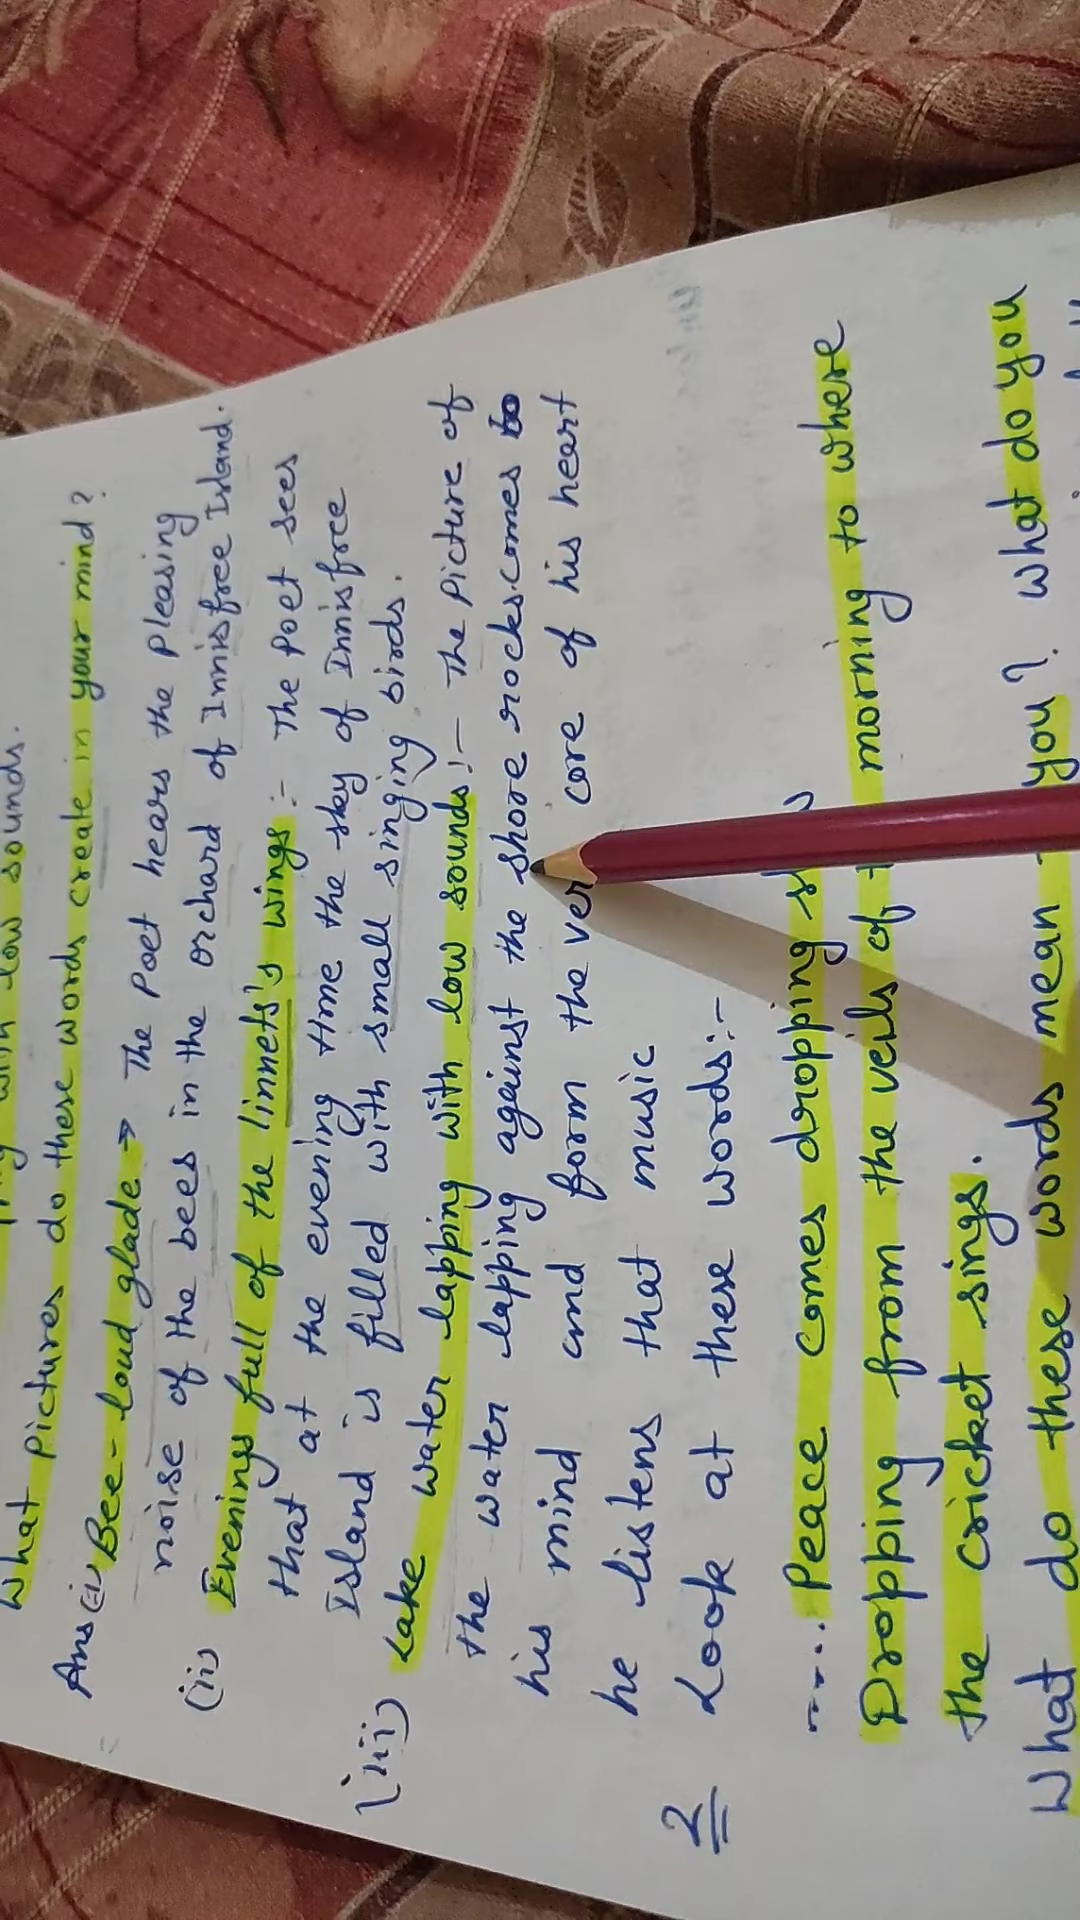 with low sounds.
What Pictures do these words create in your mind?
Ans (i) Bee-loud glade → The Poet hears the pleasing
noise of the bees in the orchard of Innisfree Island.
(ii) Evenings full of the linnets's wings :- The Poet sees
that at the evening time the sky of Innisfree
Island is filled with small singing birds.
(iii) Lake water lapping with low sounds:- The Picture of
the water lapping against the shore rocks comes to
his mind and form the core of his heart
he listens that music
2 Look at these words:-
.... Peace comes dropping
Dropping from the veils of morning to where
the cricket sings.
What do these words mean you? What do you